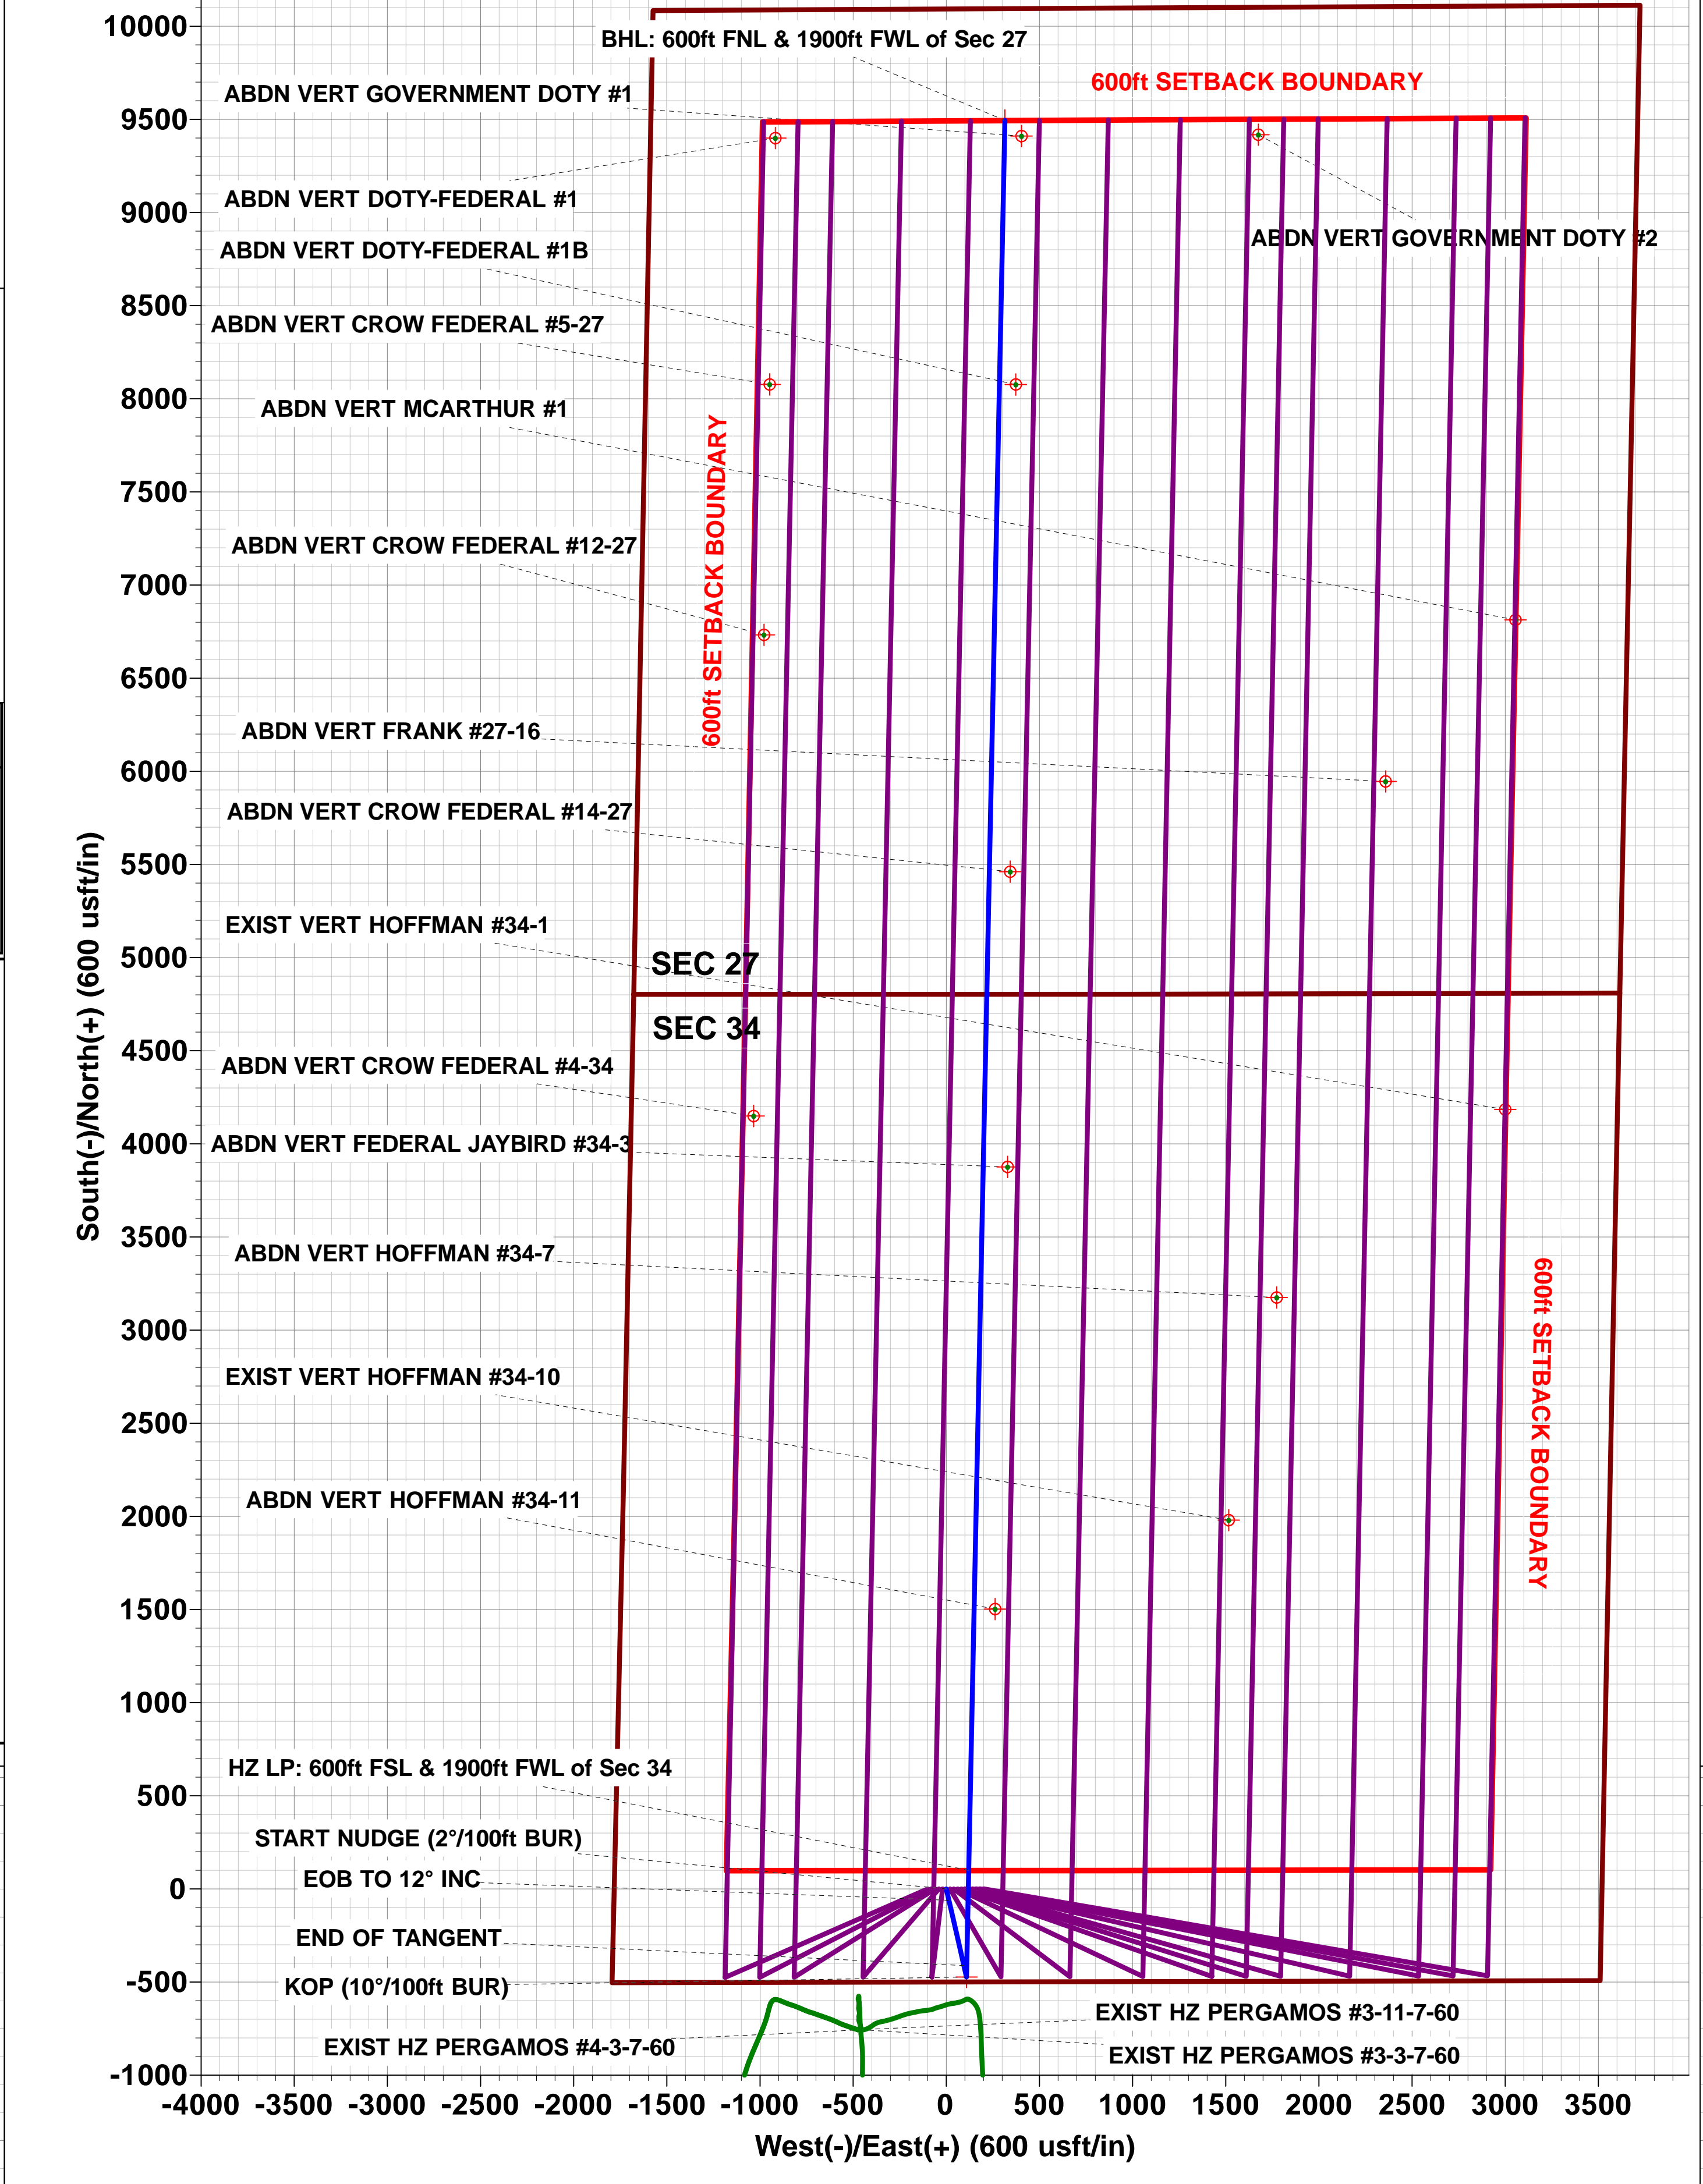 BHL: 600ft FNL & 1900ft FWL of Sec 27
600ft SETBACK BOUNDARY
ABDN VERT GOVERNMENT DOTY #1
ABDN VERT DOTY-FEDERAL #1
ABDN VERT GOVERNMENT DOTY #2
ABDN VERT DOTY-FEDERAL #1B
ABDN VERT CROW FEDERAL #5-27
ABDN VERT MCARTHUR #1
600ft SETBACK BOUNDARY
ABDN VERT CROW FEDERAL #12-27
ABDN VERT FRANK #27-16
ABDN VERT CROW FEDERAL #14-27
EXIST VERT HOFFMAN #34-1
SEC 27
SEC 34
ABDN VERT CROW FEDERAL #4-34
ABDN VERT FEDERAL JAYBIRD #34-3
ABDN VERT HOFFMAN #34-7
600ft SETBACK BOUNDARY
EXIST VERT HOFFMAN #34-10
ABDN VERT HOFFMAN #34-11
HZ LP: 600ft FSL & 1900ft FWL of Sec 34
START NUDGE (2°/100ft BUR)
EOB TO 12° INC
END OF TANGENT
KOP (10°/100ft BUR)
EXIST HZ PERGAMOS #3-11-7-60
EXIST HZ PERGAMOS #4-3-7-60
EXIST HZ PERGAMOS #3-3-7-60
South(-)/North(+) (600 usft/in)
10000
9500
9000
8500
8000
7500
7000
6500
6000
5500
5000
4500
4000
3500
3000
2500
2000
1500
1000
500
0
-500
-1000
-4000 -3500 -3000 -2500 -2000 -1500 -1000 -500 0 500 1000 1500 2000 2500 3000 3500
West(-)/East(+) (600 usft/in)